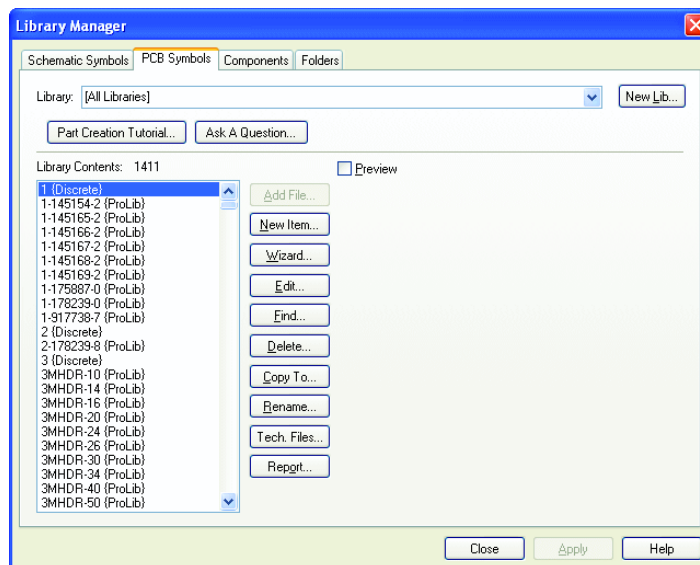 Library Manager
Schematic Symbols PCB Symbols Components Folders
Library: [All Libraries] New Lib...
Part Creation Tutorial... Ask A Question...
Library Contents: 1411 Preview
1 {Discrete}
1-145154-2 {ProLib}
1-145165-2 {ProLib}
1-145166-2 {ProLib}
1-145167-2 {ProLib}
1-145168-2 {ProLib}
1-145169-2 {ProLib}
1-175887-0 {ProLib}
1-178239-0 {ProLib}
1-917738-7 {ProLib}
2 {Discrete}
2-178239-8 {ProLib}
3 {Discrete}
3MHDR-10 {ProLib}
3MHDR-14 {ProLib}
3MHDR-16 {ProLib}
3MHDR-20 {ProLib}
3MHDR-24 {ProLib}
3MHDR-26 {ProLib}
3MHDR-30 {ProLib}
3MHDR-34 {ProLib}
3MHDR-40 {ProLib}
3MHDR-50 {ProLib}
Add File...
New Item...
Wizard...
Edit...
Find...
Delete...
Copy To...
Rename...
Tech. Files...
Report...
Close Apply Help